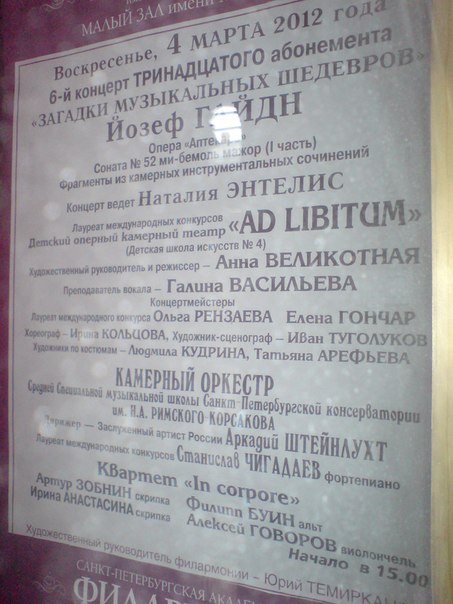 МАЛЫЙ ЗАЛ имени
Воскресенье, 4 МАРТА 2012 года
6-й концерт ТРИНАДЦАТОГО абонемента
«ЗАГАДКИ МУЗЫКАЛЬНЫХ ШЕДЕВРОВ»
Йозеф ГАЙДН
Опера «Аптекарь»
Соната № 52 ми-бемоль мажор (I часть)
Фрагменты из камерных инструментальных сочинений
Концерт ведет Наталия ЭНТЕЛИС
Лауреат международных конкурсов
Детский оперный камерный театр «AD LIBITUM»
(Детская школа искусств № 4)
Художественный руководитель и режиссер – Анна ВЕЛИКОТНАЯ
Преподаватель вокала – Галина ВАСИЛЬЕВА
Концертмейстеры
Лауреат международного конкурса Ольга РЕНЗАЕВА Елена ГОНЧАР
Хореограф – Ирина КОЛЬЦОВА, Художник-сценограф – Иван ТУГОЛУКОВ
Художники по костюмам – Людмила КУДРИНА, Татьяна АРЕФЬЕВА
КАМЕРНЫЙ ОРКЕСТР
Средней Специальной музыкальной школы Санкт-Петербургской консерватории
им. Н.А. РИМСКОГО-КОРСАКОВА
Дирижер — Заслуженный артист России Аркадий ШТЕЙНЛУХТ
Лауреат международных конкурсов Станислав ЧИГАДАЕВ фортепиано
Квартет «In corpore»
Артур ЗОБНИН скрипка Филипп БУИН альт
Ирина АНАСТАСИНА скрипка Алексей ГОВОРОВ виолончель
Начало в 15.00
Художественный руководитель филармонии – Юрий ТЕМИРКАН
САНКТ-ПЕТЕРБУРГСКАЯ АКАДЕ